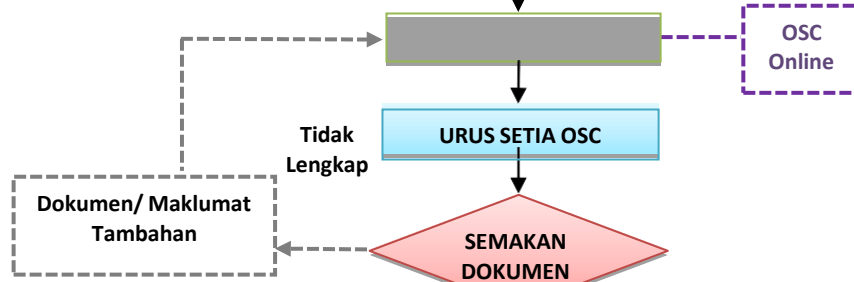 OSC
Online
Tidak
Lengkap
URUS SETIA OSC
Dokumen/ Maklumat
Tambahan
SEMAKAN
DOKUMEN